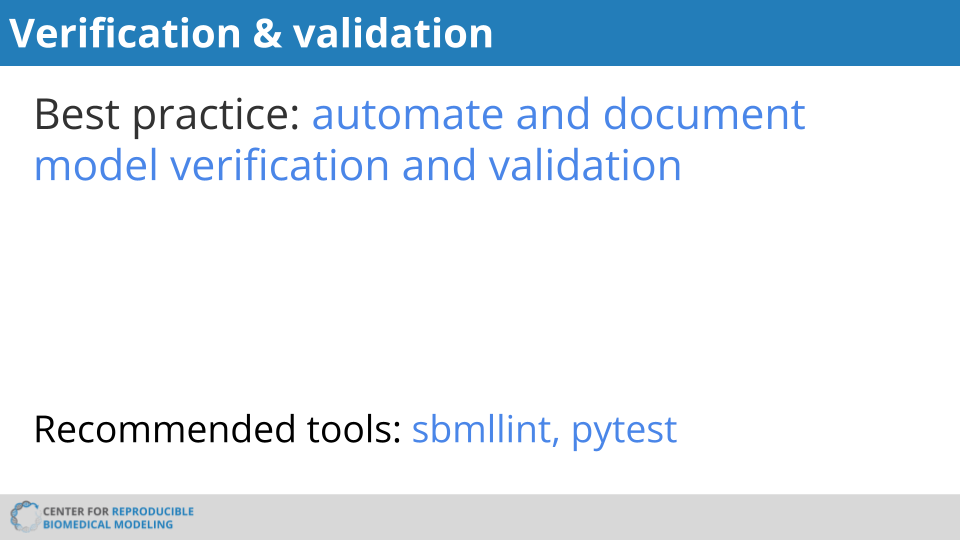 Verification & validation
Best practice: automate and document
model verification and validation
Recommended tools: sbmllint, pytest
CENTER FOR REPRODUCIBLE
BIOMEDICAL MODELING